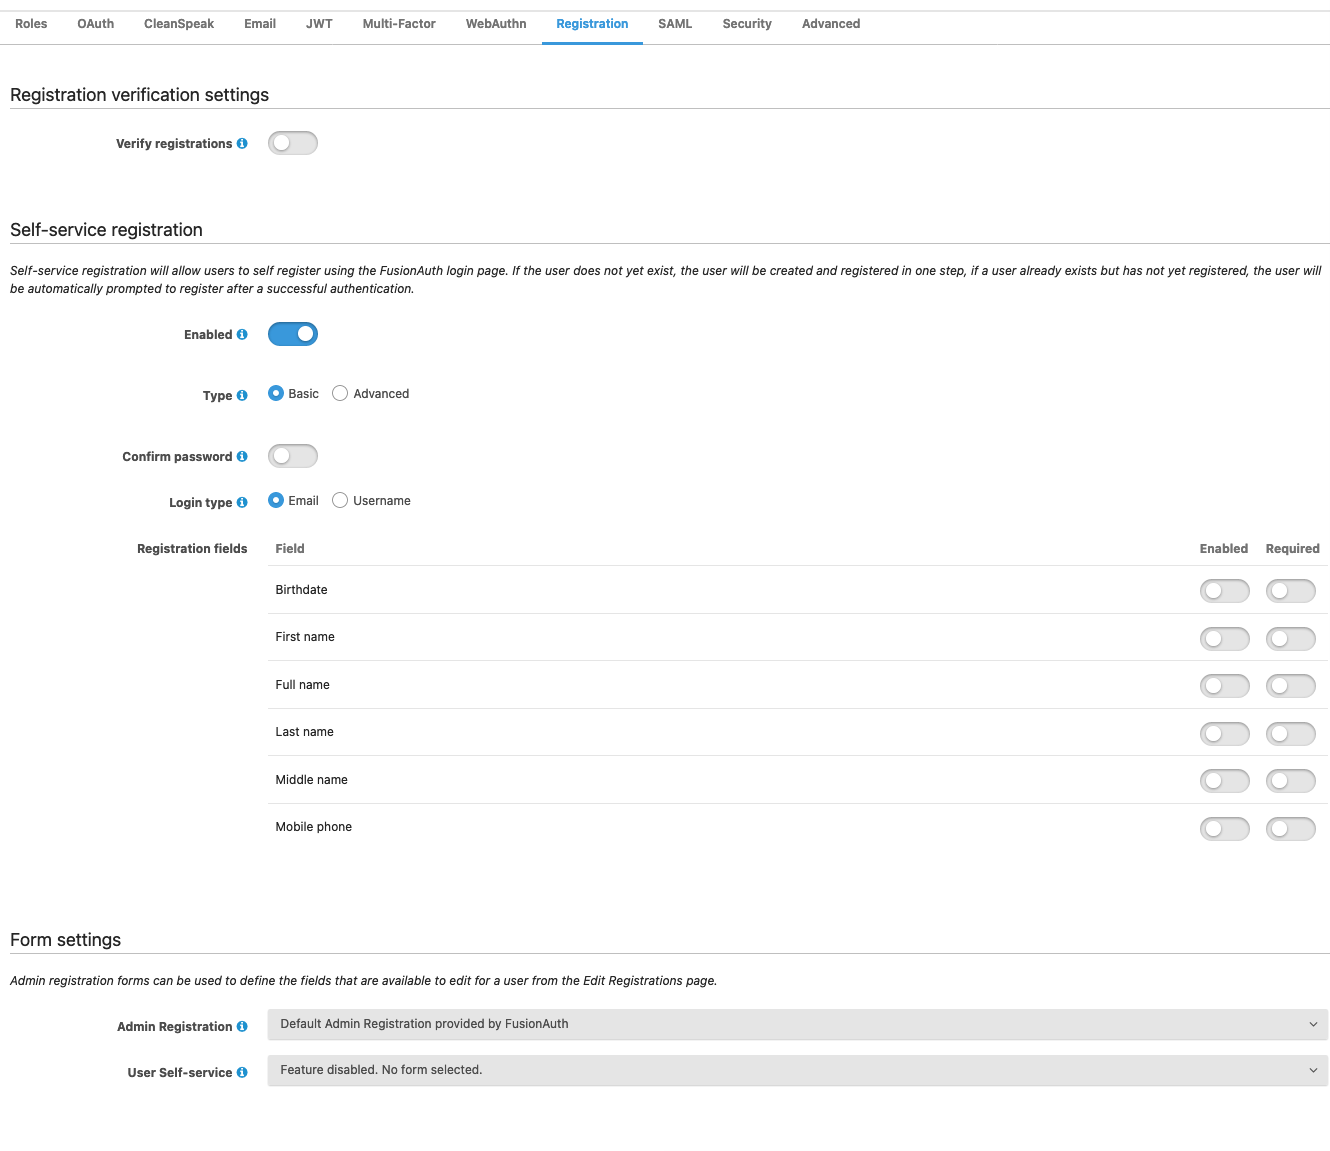 Roles OAuth CleanSpeak Email JWT Multi-Factor WebAuthn Registration SAML Security Advanced
Registration verification settings
Verify registrations
Self-service registration
Self-service registration will allow users to self register using the FusionAuth login page. If the user does not yet exist, the user will be created and registered in one step, if a user already exists but has not yet registered, the user will
be automatically prompted to register after a successful authentication.
Enabled
Type Basic Advanced
Confirm password
Login type Email Username
Registration fields Field Enabled Required
Birthdate
First name
Full name
Last name
Middle name
Mobile phone
Form settings
Admin registration forms can be used to define the fields that are available to edit for a user from the Edit Registrations page.
Admin Registration Default Admin Registration provided by FusionAuth
User Self-service Feature disabled. No form selected.